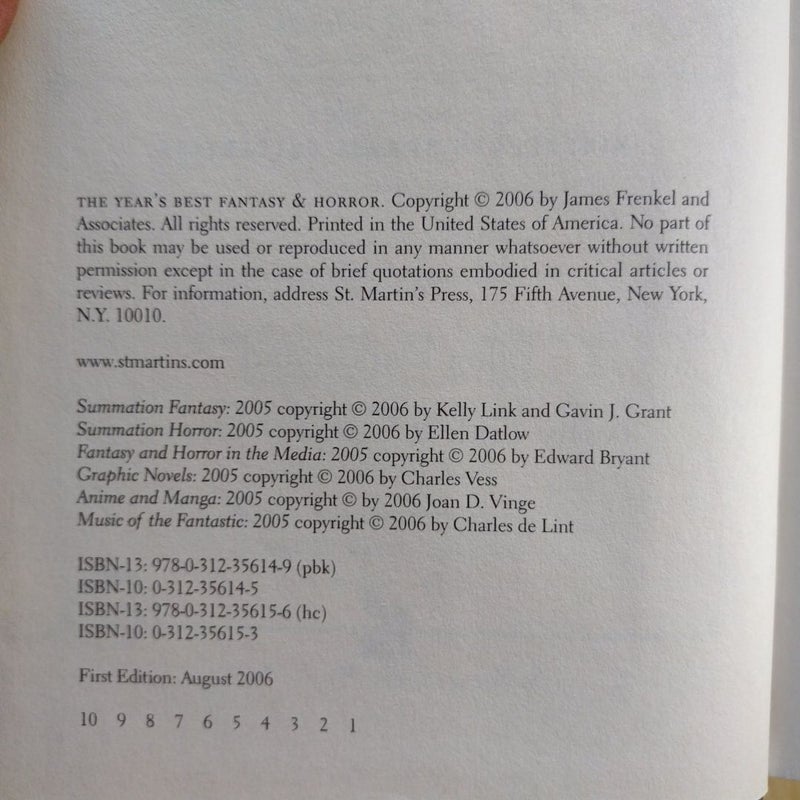 THE YEAR'S BEST FANTASY & HORROR. Copyright © 2006 by James Frenkel and
Associates. All rights reserved. Printed in the United States of America. No part of
this book may be used or reproduced in any manner whatsoever without written
permission except in the case of brief quotations embodied in critical articles or
reviews. For information, address St. Martin's Press, 175 Fifth Avenue, New York,
N.Y. 10010.
www.stmartins.com
Summation Fantasy: 2005 copyright © 2006 by Kelly Link and Gavin J. Grant
Summation Horror: 2005 copyright © 2006 by Ellen Datlow
Fantasy and Horror in the Media: 2005 copyright © 2006 by Edward Bryant
Graphic Novels: 2005 copyright © 2006 by Charles Vess
Anime and Manga: 2005 copyright © by 2006 Joan D. Vinge
Music of the Fantastic: 2005 copyright © 2006 by Charles de Lint
ISBN-13: 978-0-312-35614-9 (pbk)
ISBN-10: 0-312-35614-5
ISBN-13: 978-0-312-35615-6 (hc)
ISBN-10: 0-312-35615-3
First Edition: August 2006
10 9 8 7 6 5 4 3 2 1